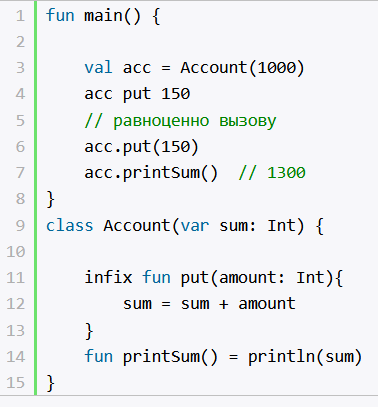 1 fun main() {
2
3     val acc = Account(1000)
4     acc put 150
5     // равноценно вызову
6     acc.put(150)
7     acc.printSum()  // 1300
8 }
9 class Account(var sum: Int) {
10
11     infix fun put(amount: Int){
12         sum = sum + amount
13     }
14     fun printSum() = println(sum)
15 }